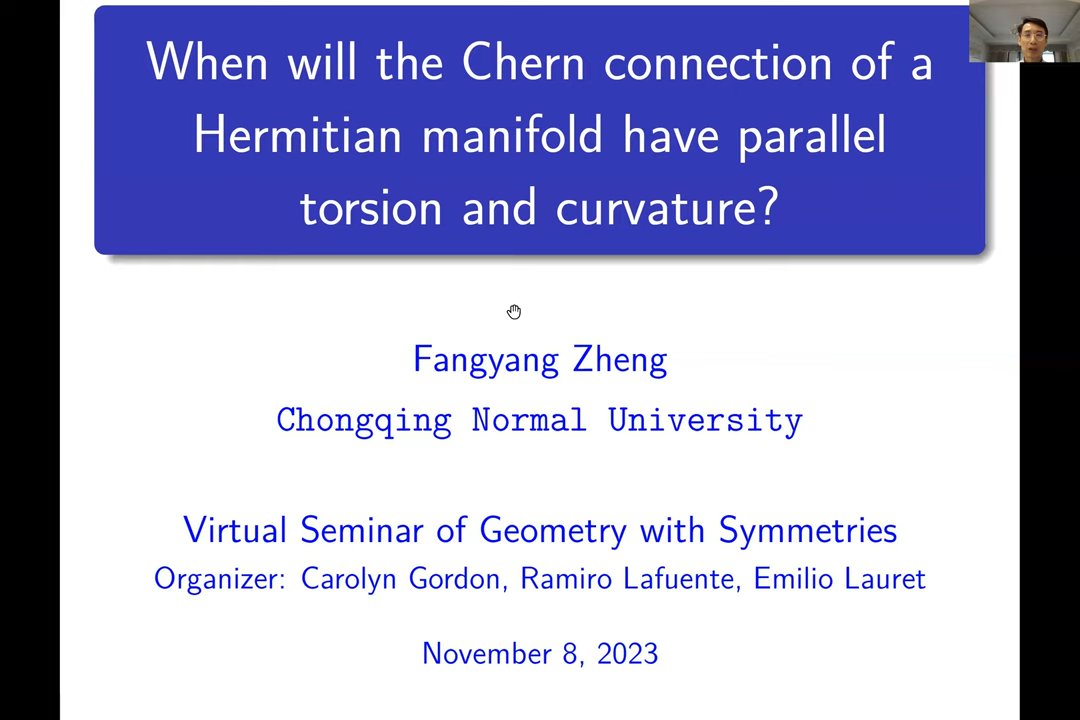 When will the Chern connection of a
Hermitian manifold have parallel
torsion and curvature?
Fangyang Zheng
Chongqing Normal University
Virtual Seminar of Geometry with Symmetries
Organizer: Carolyn Gordon, Ramiro Lafuente, Emilio Lauret
November 8, 2023